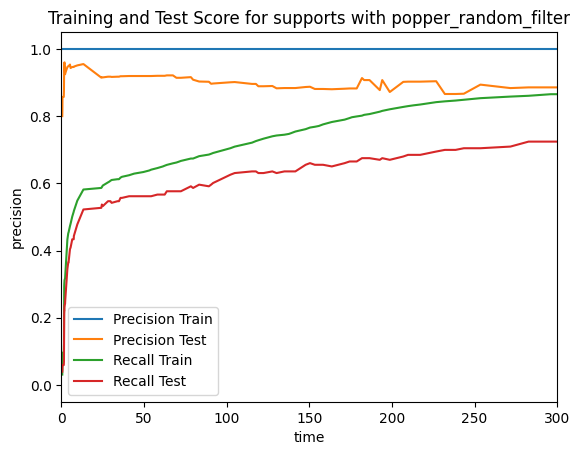 Training and Test Score for supports with popper_random_filter
1.0
0.8
0.6
0.4
0.2
0.0
precision
Precision Train
Precision Test
Recall Train
Recall Test
0 50 100 150 200 250 300
time